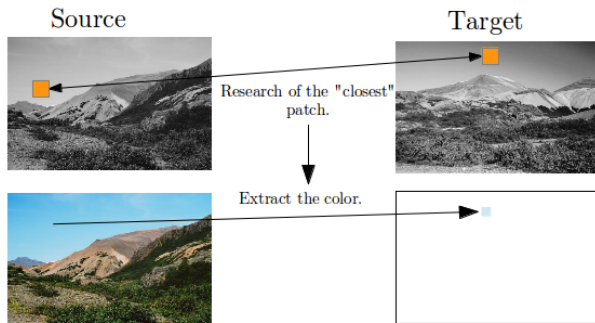 Source
Target
Research of the "closest"
patch.
Extract the color.